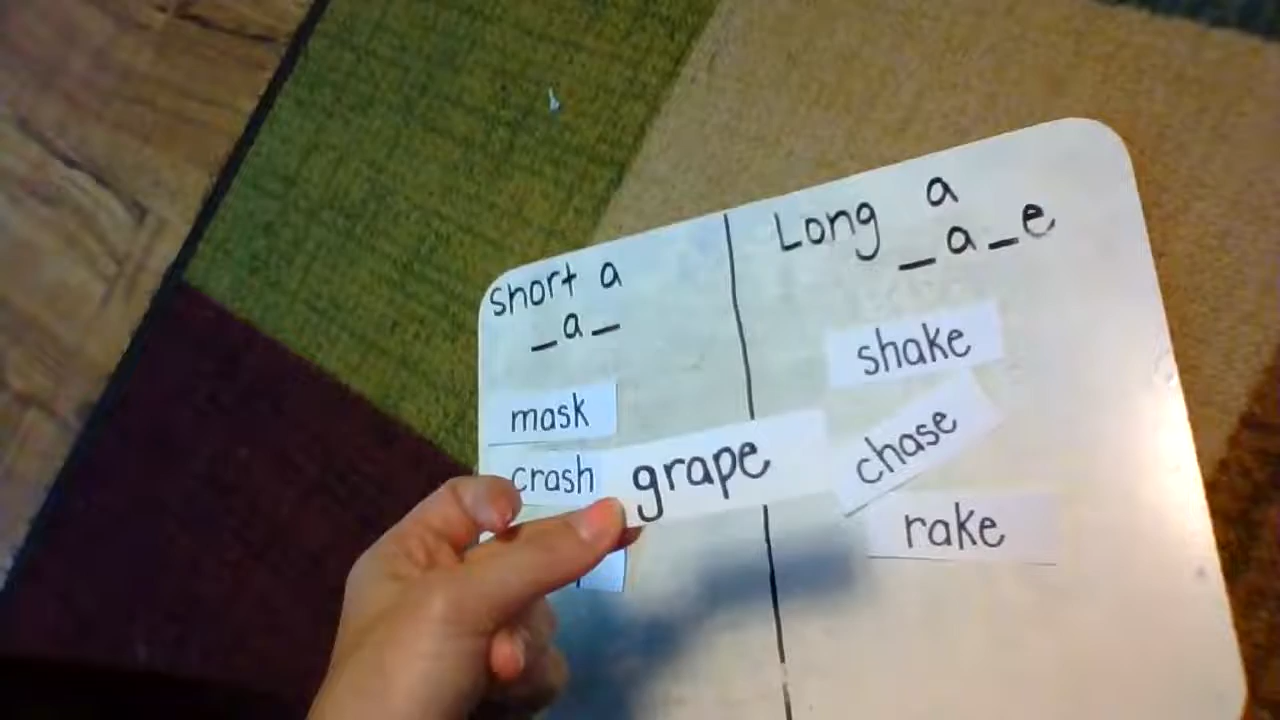 short a
_a_
mask
crash
grape
Long a
_a_e
shake
chase
rake